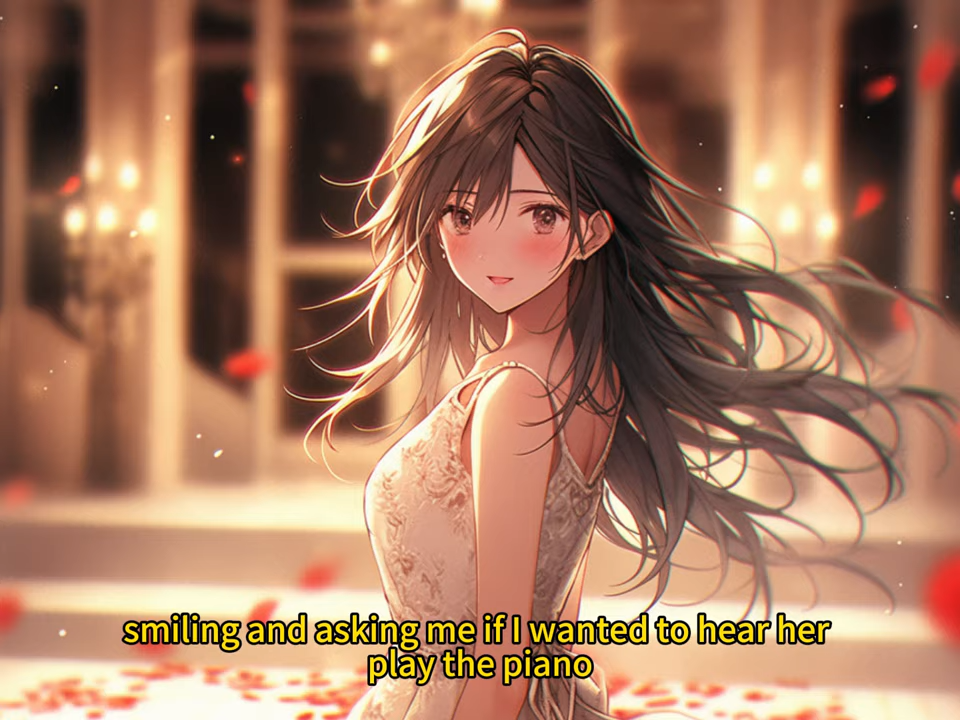 smiling and asking me if I wanted to hear her
play the piano